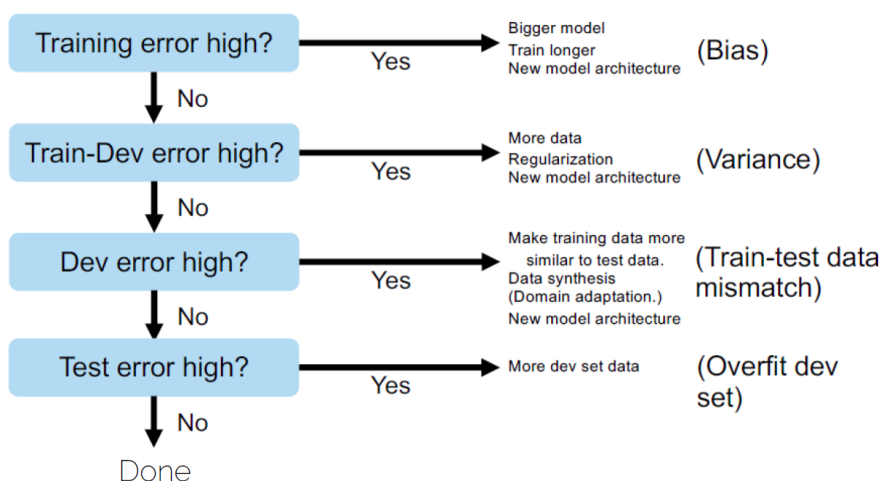 Training error high?
Yes
Bigger model
Train longer
New model architecture
(Bias)
No
Train-Dev error high?
Yes
More data
Regularization
New model architecture
(Variance)
No
Dev error high?
Yes
Make training data more
similar to test data.
Data synthesis
(Domain adaptation.)
New model architecture
(Train-test data
mismatch)
No
Test error high?
Yes
More dev set data
(Overfit dev
set)
No
Done